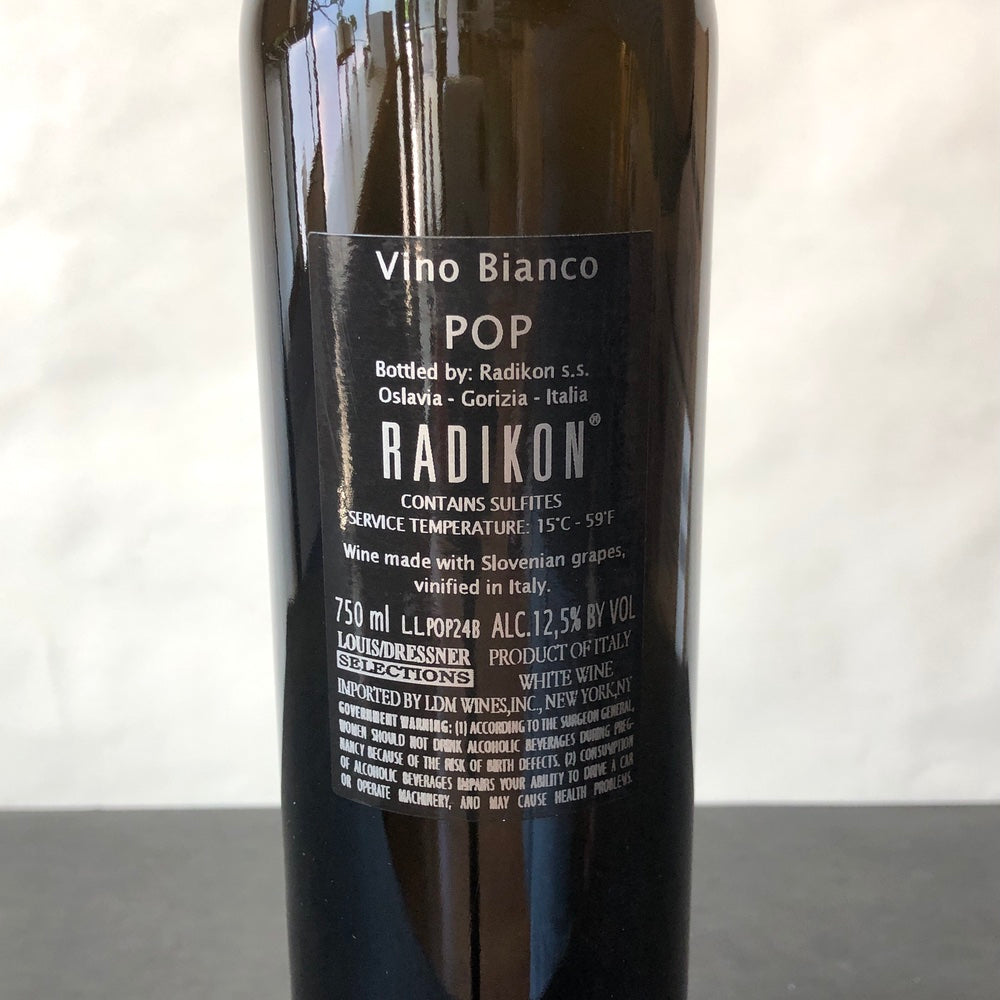 Vino Bianco
POP
Bottled by: Radikon s.s.
Oslavia - Gorizia - Italia
RADIKON®
CONTAINS SULFITES
SERVICE TEMPERATURE: 15°C - 59°F
Wine made with Slovenian grapes,
vinified in Italy.
750 ml L.LPOP24B ALC.12,5% BY VOL
LOUIS/DRESSNER
SELECTIONS
PRODUCT OF ITALY
WHITE WINE
IMPORTED BY LDM WINES,INC., NEW YORK,NY
GOVERNMENT WARNING: (1) ACCORDING TO THE SURGEON GENERAL,
WOMEN SHOULD NOT DRINK ALCOHOLIC BEVERAGES DURING PREG-
NANCY BECAUSE OF THE RISK OF BIRTH DEFECTS. (2) CONSUMPTION
OF ALCOHOLIC BEVERAGES IMPAIRS YOUR ABILITY TO DRIVE A CAR
OR OPERATE MACHINERY, AND MAY CAUSE HEALTH PROBLEMS.